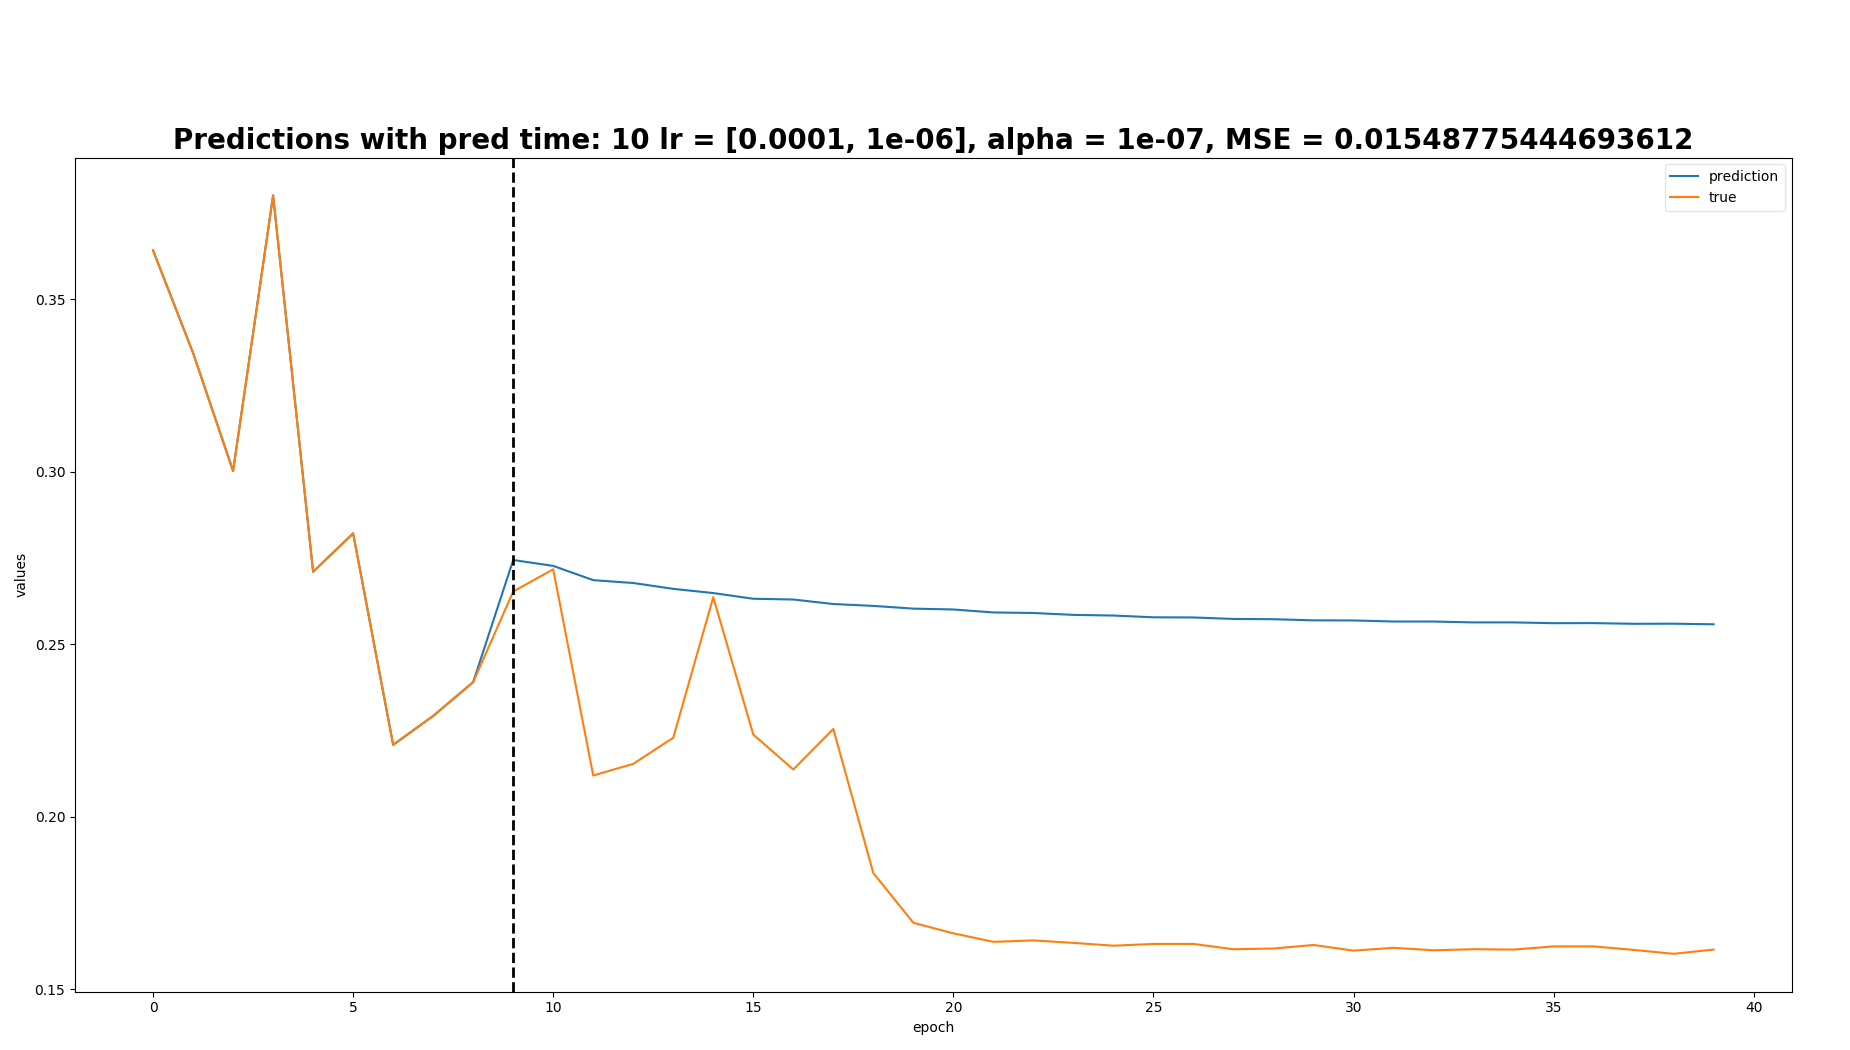 Predictions with pred time: 10 lr = [0.0001, 1e-06], alpha = 1e-07, MSE = 0.01548775444693612
prediction
true
0.35
0.30
0.25
0.20
0.15
values
0 5 10 15 20 25 30 35 40
epoch